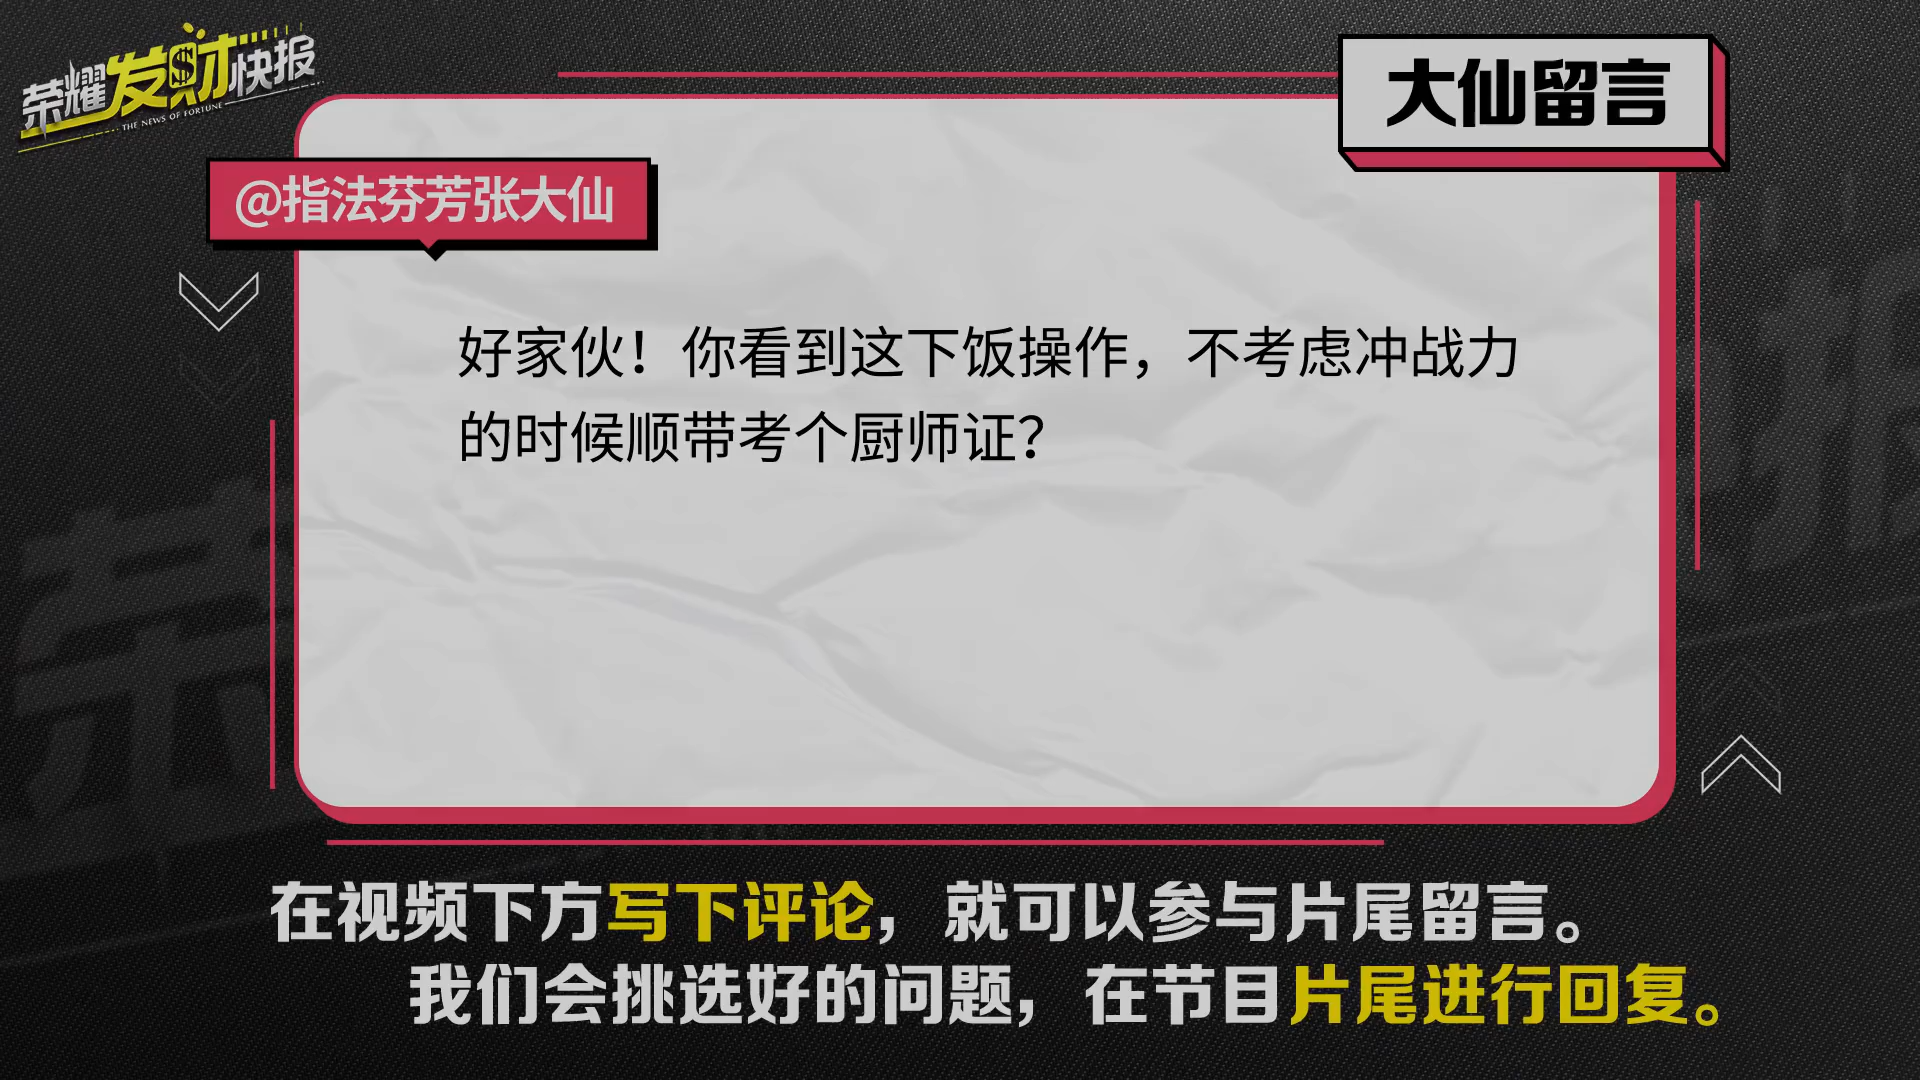 荣耀发财快报
THE NEWS OF FORTUNE
大仙留言
@指法芬芳张大仙
好家伙！你看到这下饭操作，不考虑冲战力
的时候顺带考个厨师证？
在视频下方写下评论，就可以参与片尾留言。
我们会挑选好的问题，在节目片尾进行回复。